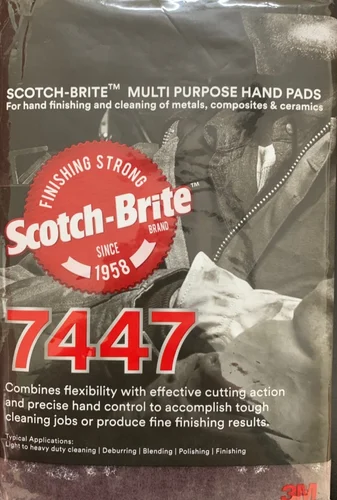 SCOTCH-BRITE™ MULTI PURPOSE HAND PADS
For hand finishing and cleaning of metals, composites & ceramics
FINISHING STRONG
Scotch-Brite™
BRAND
SINCE
1958
7447
Combines flexibility with effective cutting action
and precise hand control to accomplish tough
cleaning jobs or produce fine finishing results.
Typical Applications:
Light to heavy duty cleaning | Deburring | Blending | Polishing | Finishing
3M